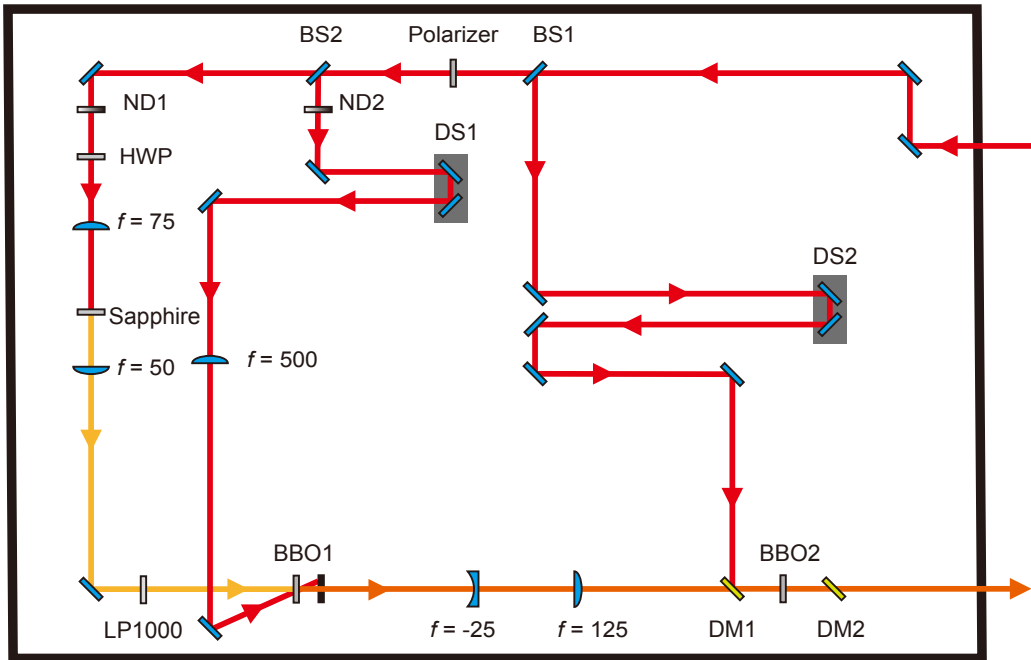 BS2
Polarizer
BS1
ND1
ND2
DS1
HWP
f = 75
DS2
Sapphire
f = 50
f = 500
BBO1
BBO2
LP1000
f = -25
f = 125
DM1
DM2